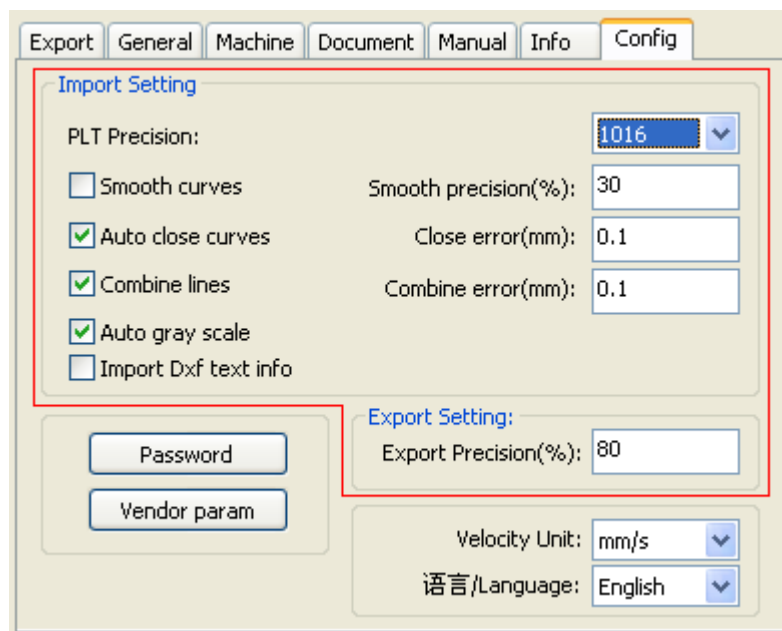 Export General Machine Document Manual Info Config
Import Setting
PLT Precision: 1016
Smooth curves Smooth precision(%): 30
Auto close curves Close error(mm): 0.1
Combine lines Combine error(mm): 0.1
Auto gray scale
Import Dxf text info
Export Setting:
Password Export Precision(%): 80
Vendor param
Velocity Unit: mm/s
语言/Language: English